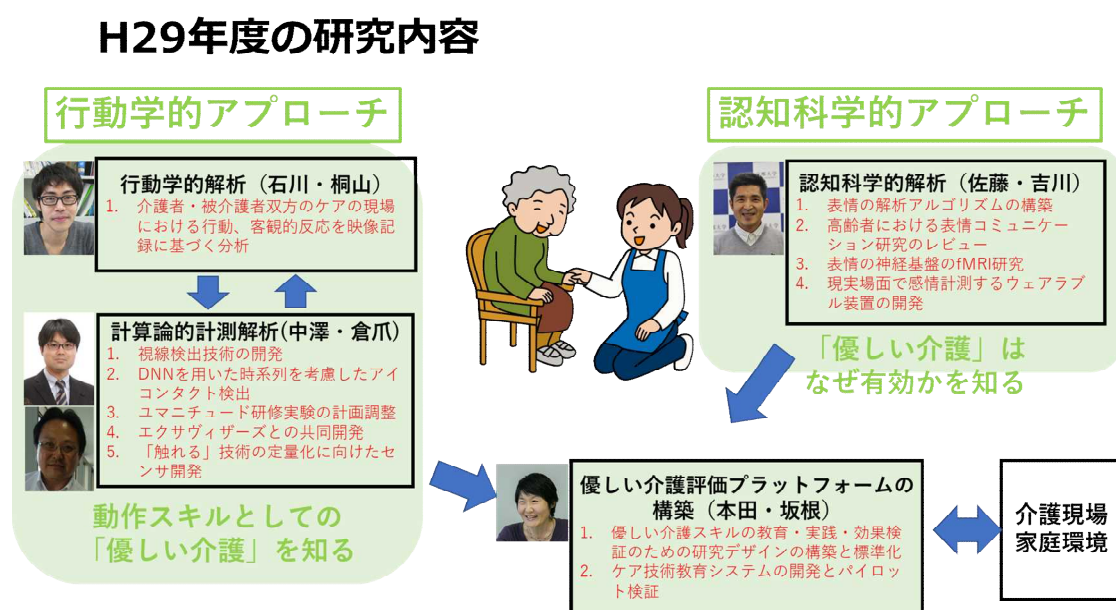 H29年度の研究内容
行動学的アプローチ
行動学的解析（石川・桐山）
1. 介護者・被介護者双方のケアの現場
における行動、客観的反応を映像記
録に基づく分析
計算論的計測解析(中澤・倉爪)
1. 視線検出技術の開発
2. DNNを用いた時系列を考慮したアイ
コンタクト検出
3. ユマニチュード研修実験の計画調整
4. エクサヴィザーズとの共同開発
5. 「触れる」技術の定量化に向けたセ
ンサ開発
動作スキルとしての
「優しい介護」を知る
認知科学的アプローチ
認知科学的解析（佐藤・吉川）
1. 表情の解析アルゴリズムの構築
2. 高齢者における表情コミュニケー
ション研究のレビュー
3. 表情の神経基盤のfMRI研究
4. 現実場面で感情計測するウェアラブ
ル装置の開発
「優しい介護」は
なぜ有効かを知る
優しい介護評価プラットフォームの
構築（本田・坂根）
1. 優しい介護スキルの教育・実践・効果検
証のための研究デザインの構築と標準化
2. ケア技術教育システムの開発とパイロッ
ト検証
介護現場
家庭環境